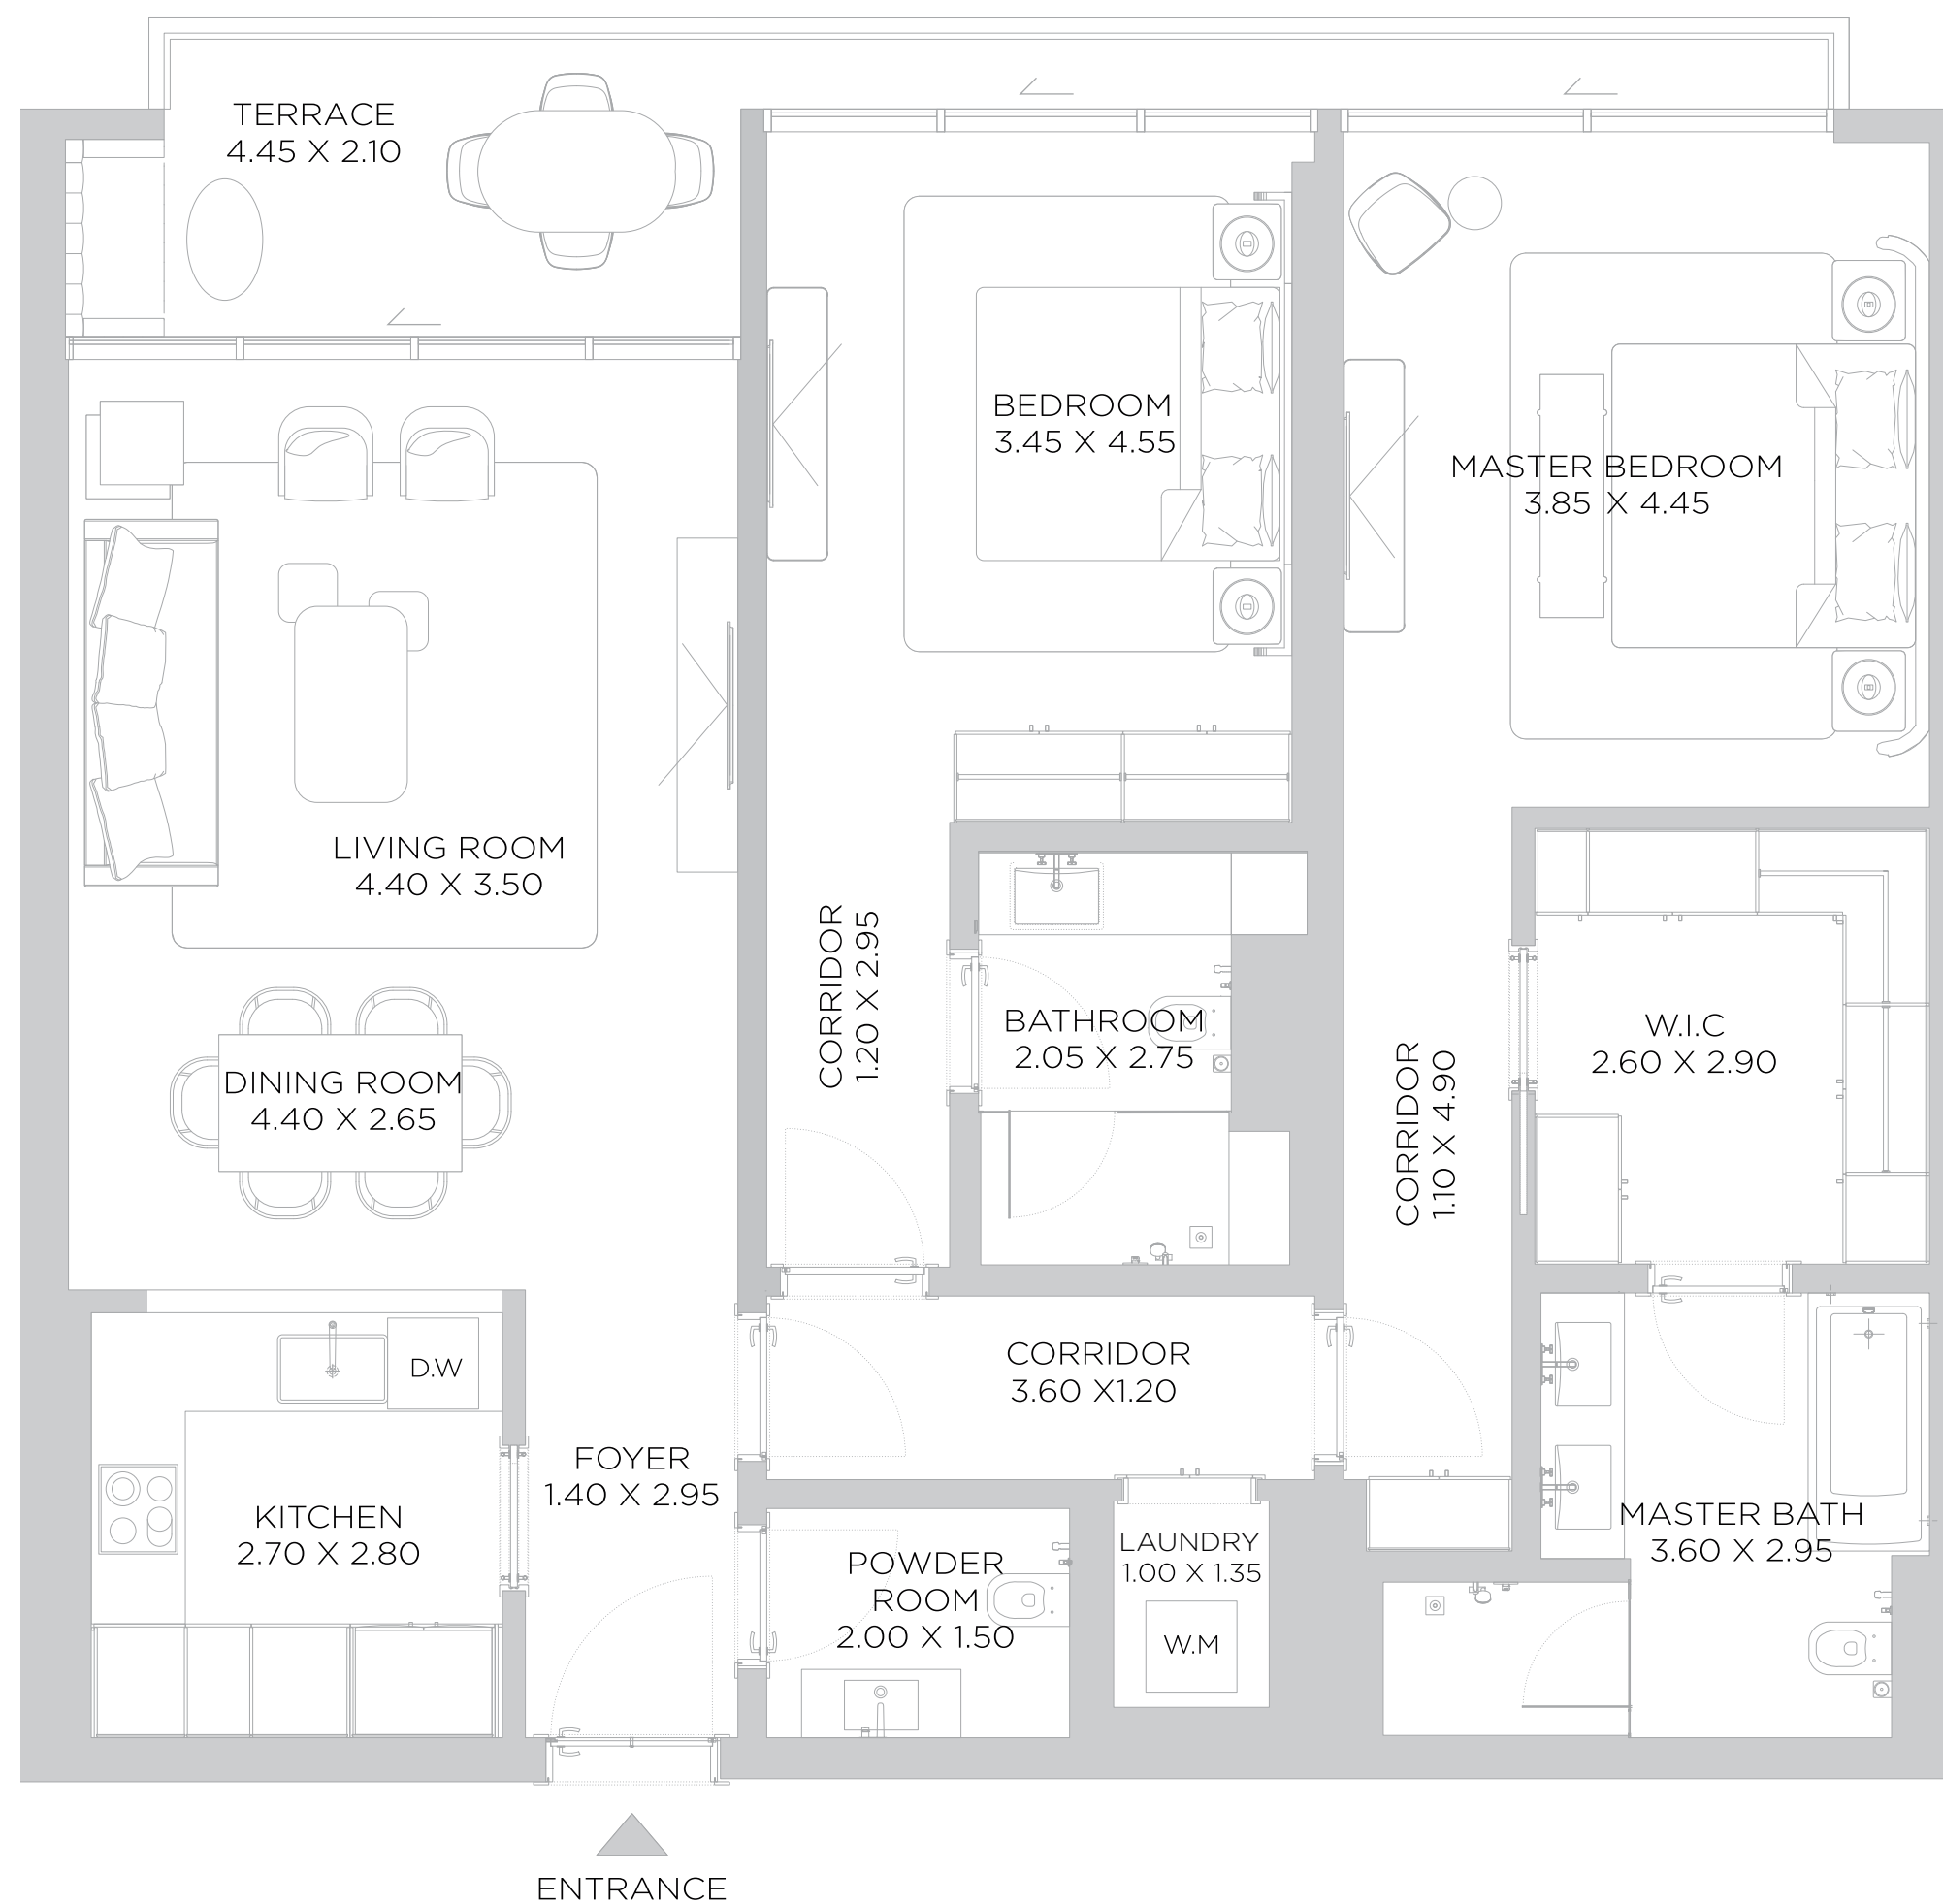 TERRACE
4.45 X 2.10
BEDROOM
3.45 X 4.55
MASTER BEDROOM
3.85 X 4.45
LIVING ROOM
4.40 X 3.50
CORRIDOR
1.20 X 2.95
BATHROOM
2.05 X 2.75
W.I.C
2.60 X 2.90
DINING ROOM
4.40 X 2.65
CORRIDOR
1.10 X 4.90
D.W
CORRIDOR
3.60 X1.20
FOYER
1.40 X 2.95
KITCHEN
2.70 X 2.80
POWDER
ROOM
2.00 X 1.50
LAUNDRY
1.00 X 1.35
W.M
MASTER BATH
3.60 X 2.95
ENTRANCE